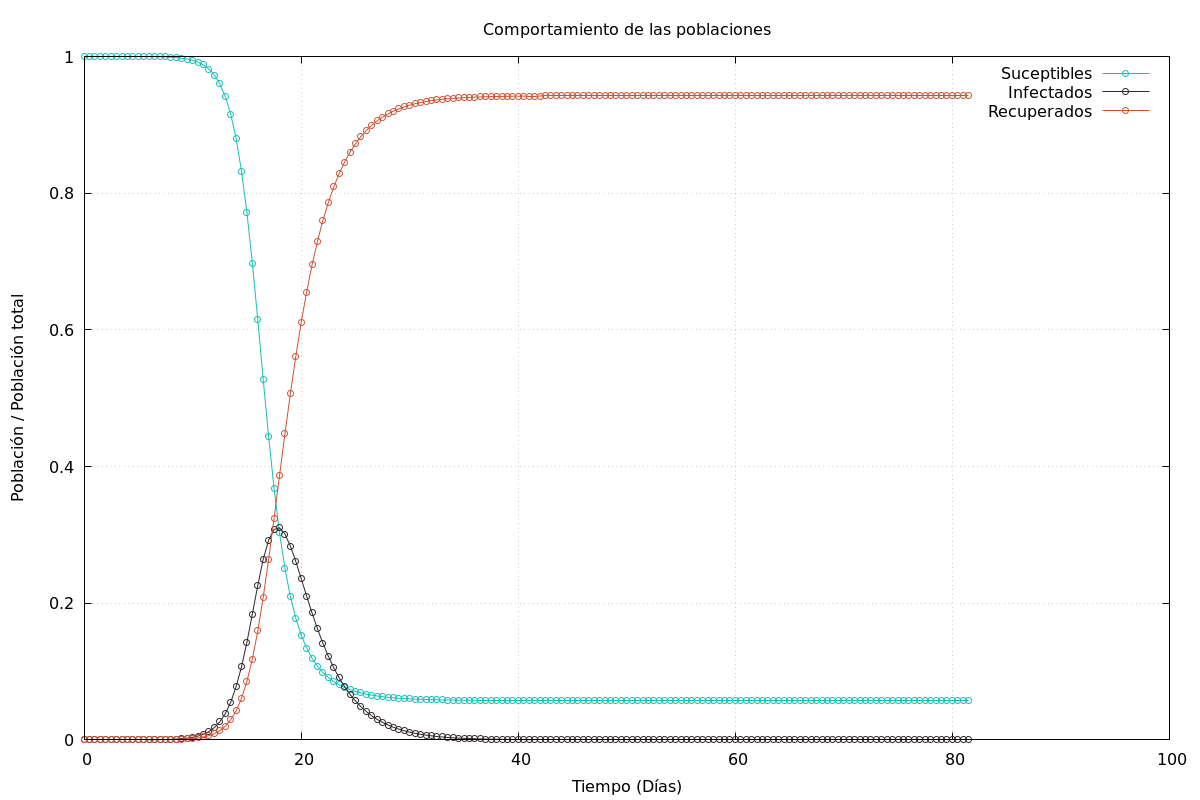 Comportamiento de las poblaciones
Suceptibles
Infectados
Recuperados
1
0.8
0.6
0.4
0.2
0
Población / Población total
0 20 40 60 80 100
Tiempo (Días)